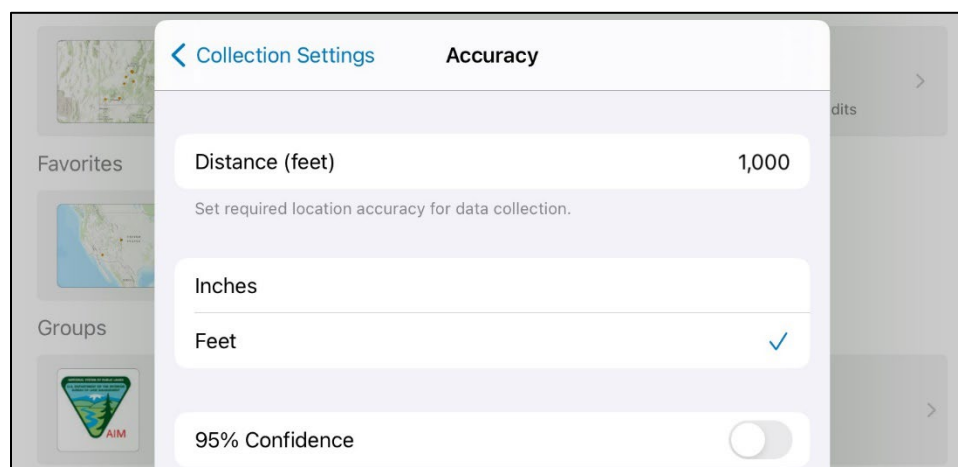 Collection Settings
Accuracy
dits
Favorites
Distance (feet)
1,000
Set required location accuracy for data collection.
Inches
Groups
Feet
AIM
95% Confidence